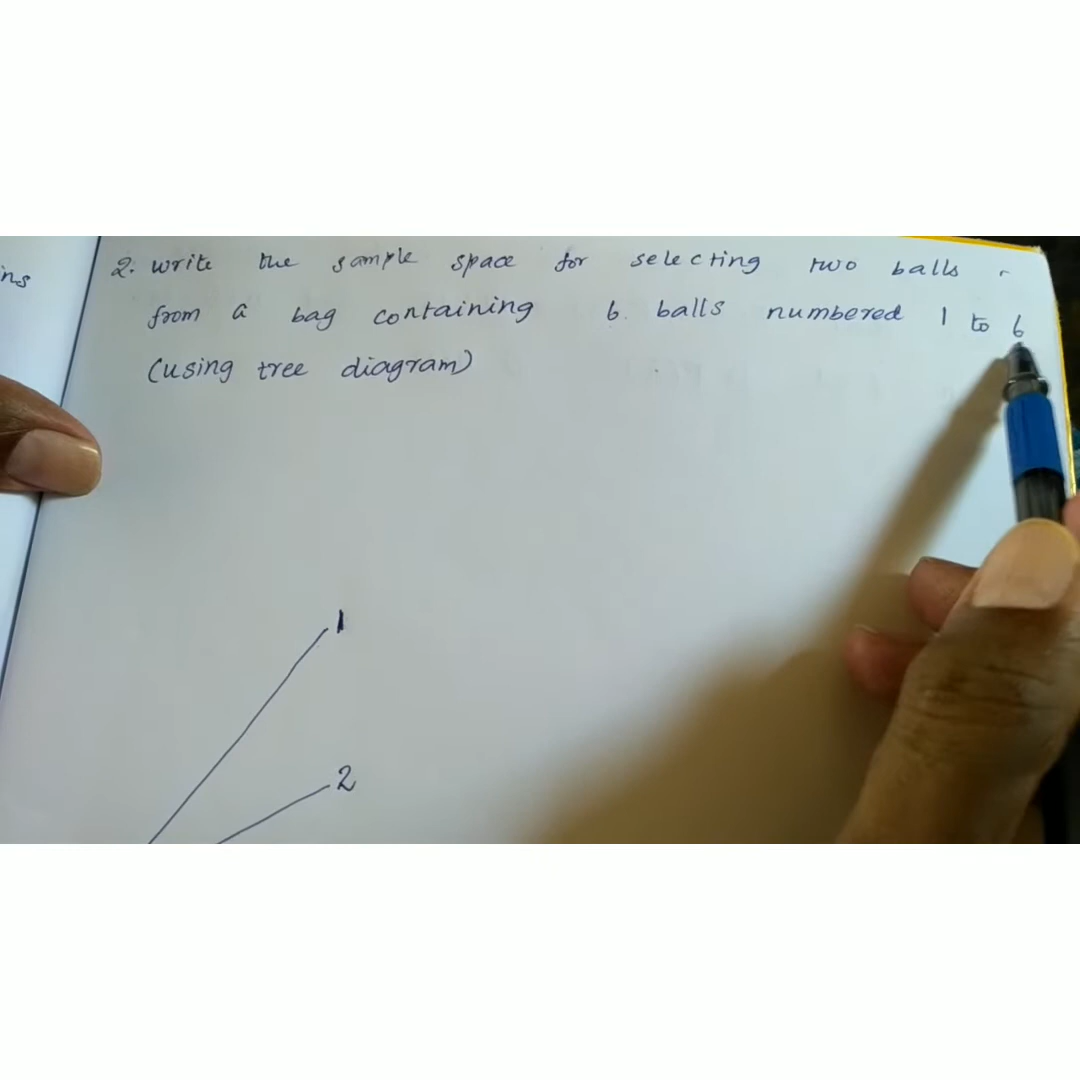 ins
2. write the sample space for selecting two balls
from a bag containing 6 balls numbered 1 to 6
(using tree diagram)
1
2